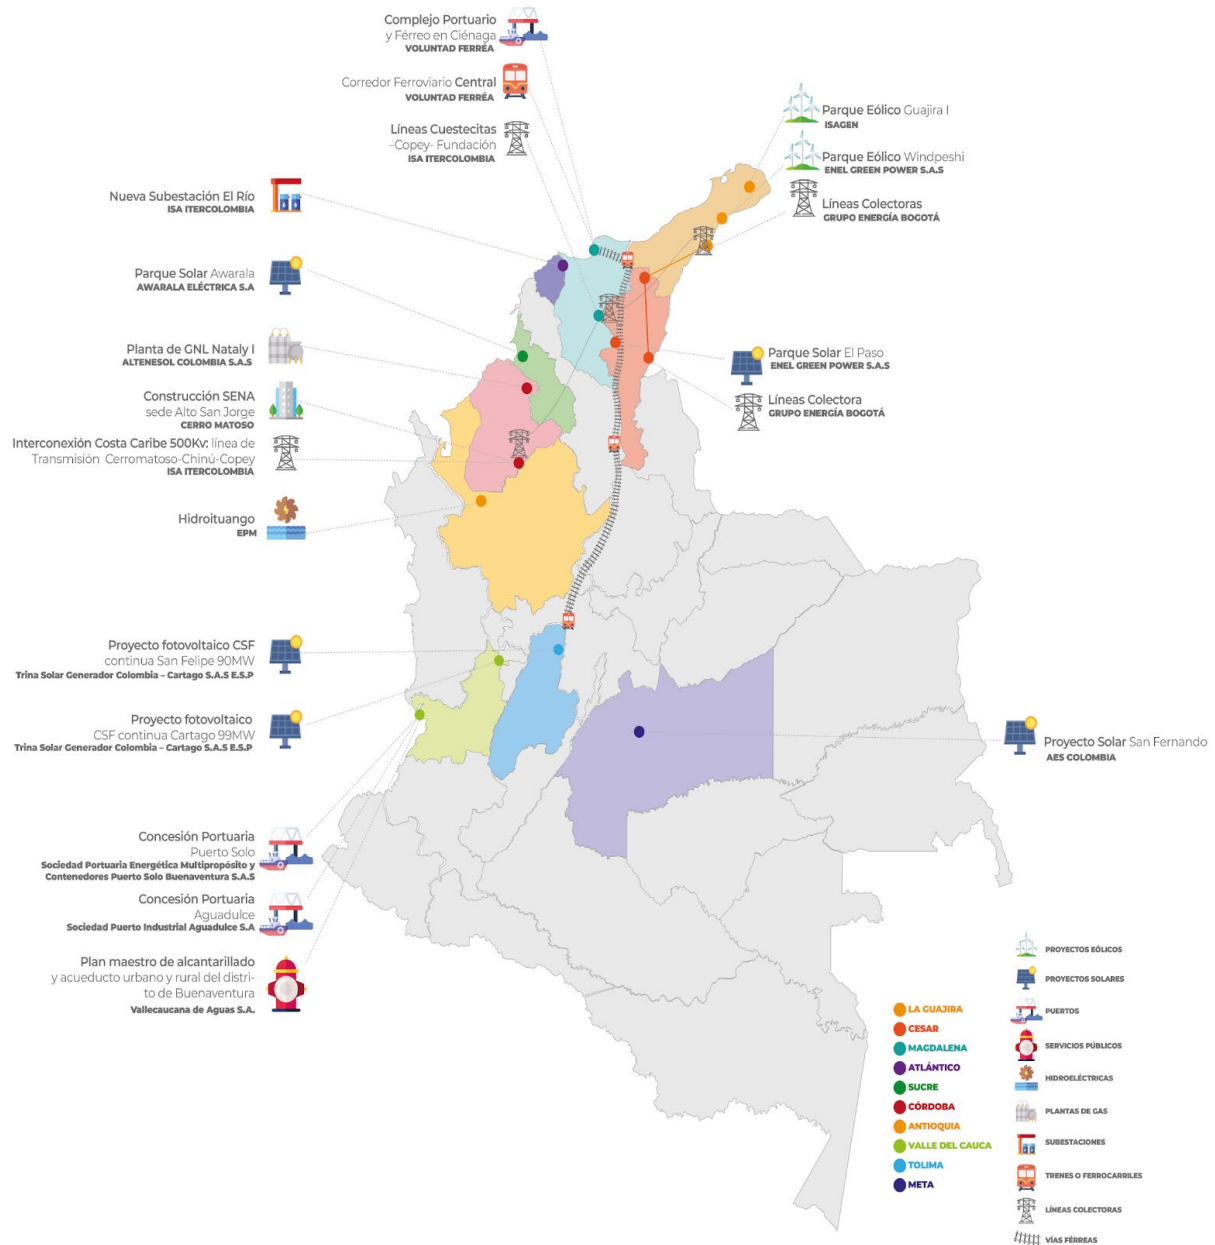 Complejo Portuario
y Férreo en Ciénaga
VOLUNTAD FERRÉA
Corredor Ferroviario Central
VOLUNTAD FERRÉA
Líneas Cuestecitas
-Copey- Fundación
ISA ITERCOLOMBIA
Nueva Subestación El Río
ISA ITERCOLOMBIA
Parque Solar Awarala
AWARALA ELÉCTRICA S.A
Planta de GNL Nataly I
ALTENESOL COLOMBIA S.A.S
Construcción SENA
sede Alto San Jorge
CERRO MATOSO
Interconexión Costa Caribe 500Kv: línea de
Transmisión Cerromatoso-Chinú-Copey
ISA ITERCOLOMBIA
Hidroituango
EPM
Proyecto fotovoltaico CSF
continua San Felipe 90MW
Trina Solar Generador Colombia – Cartago S.A.S E.S.P
Proyecto fotovoltaico
CSF continua Cartago 99MW
Trina Solar Generador Colombia – Cartago S.A.S E.S.P
Concesión Portuaria
Puerto Solo
Sociedad Portuaria Energética Multipropósito y
Contenedores Puerto Solo Buenaventura S.A.S
Concesión Portuaria
Aguadulce
Sociedad Puerto Industrial Aguadulce S.A
Plan maestro de alcantarillado
y acueducto urbano y rural del distri-
to de Buenaventura
Vallecaucana de Aguas S.A.
Parque Eólico Guajira I
ISAGEN
Parque Eólico Windpeshi
ENEL GREEN POWER S.A.S
Líneas Colectoras
GRUPO ENERGÍA BOGOTÁ
Parque Solar El Paso
ENEL GREEN POWER S.A.S
Líneas Colectora
GRUPO ENERGÍA BOGOTÁ
Proyecto Solar San Fernando
AES COLOMBIA
LA GUAJIRA
CESAR
MAGDALENA
ATLÁNTICO
SUCRE
CÓRDOBA
ANTIOQUIA
VALLE DEL CAUCA
TOLIMA
META
PROYECTOS EÓLICOS
PROYECTOS SOLARES
PUERTOS
SERVICIOS PÚBLICOS
HIDROELÉCTRICAS
PLANTAS DE GAS
SUBESTACIONES
TRENES O FERROCARRILES
LÍNEAS COLECTORAS
VÍAS FÉRREAS